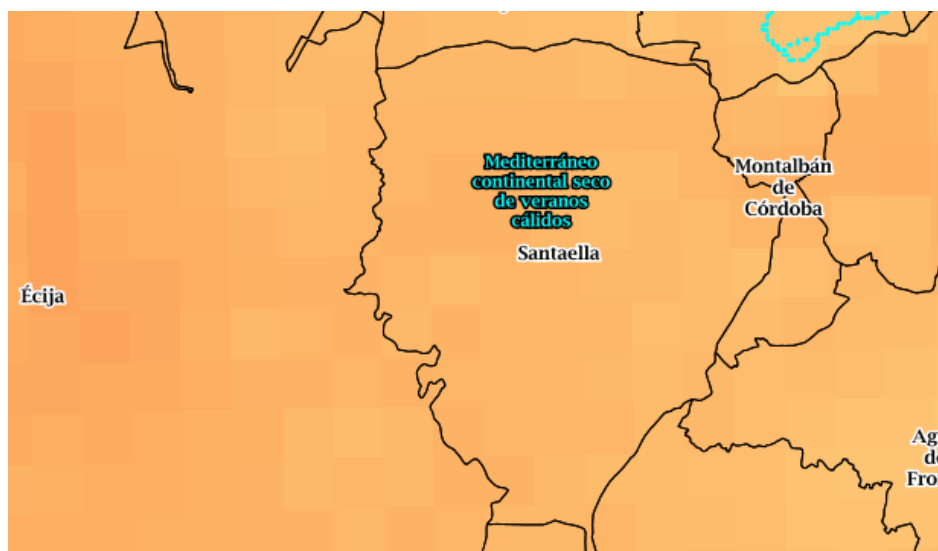 Mediterráneo
continental seco
de veranos
cálidos
Santaella
Montalbán
de
Córdoba
Écija